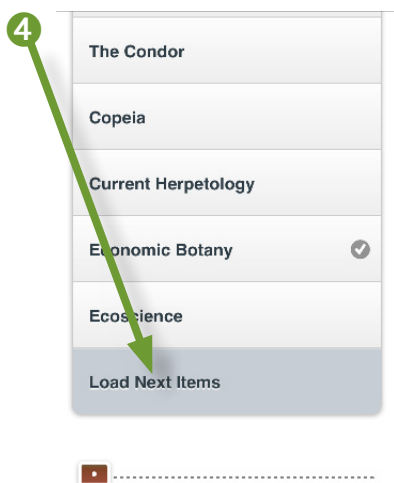 4
The Condor
Copeia
Current Herpetology
Economic Botany
Ecoscience
Load Next Items